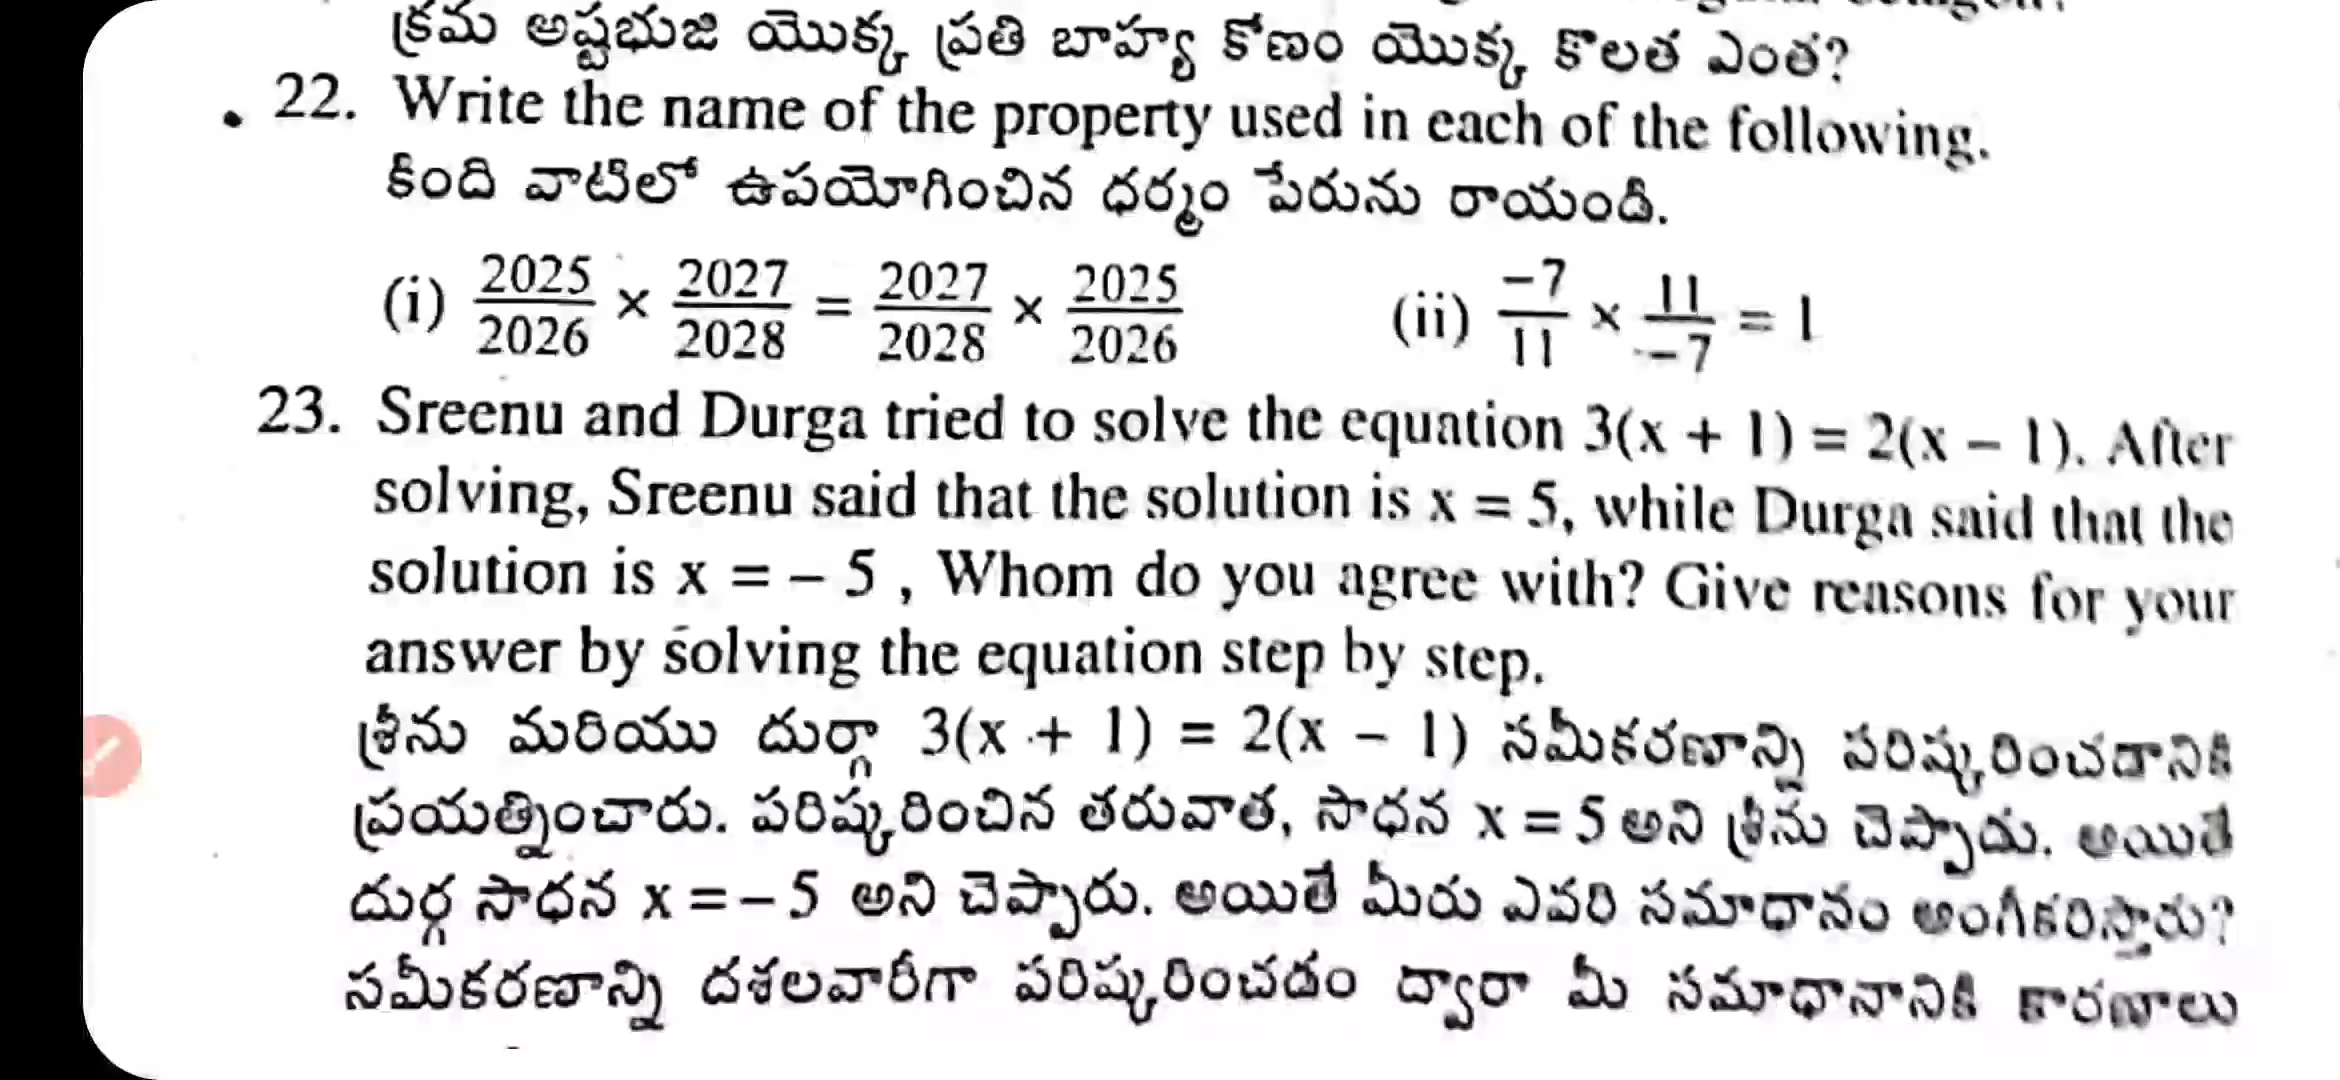 క్రమ అష్టభుజి యొక్క ప్రతి బాహ్య కోణం యొక్క కొలత ఎంత?
22. Write the name of the property used in each of the following.
కింది వాటిలో ఉపయోగించిన ధర్మం పేరును రాయండి.
(i) 2025/2026 × 2027/2028 = 2027/2028 × 2025/2026 (ii) -7/11 × 11/-7 = 1
23. Sreenu and Durga tried to solve the equation 3(x + 1) = 2(x – 1). After
solving, Sreenu said that the solution is x = 5, while Durga said that the
solution is x = – 5 , Whom do you agree with? Give reasons for your
answer by solving the equation step by step.
శ్రీను మరియు దుర్గా 3(x + 1) = 2(x – 1) సమీకరణాన్ని పరిష్కరించడానికి
ప్రయత్నించారు. పరిష్కరించిన తరువాత, సాధన x = 5 అని శ్రీను చెప్పాడు. అయితే
దుర్గ సాధన x = – 5 అని చెప్పారు. అయితే మీరు ఎవరి సమాధానం అంగీకరిస్తారు?
సమీకరణాన్ని దశలవారీగా పరిష్కరించడం ద్వారా మీ సమాధానానికి కారణాలు